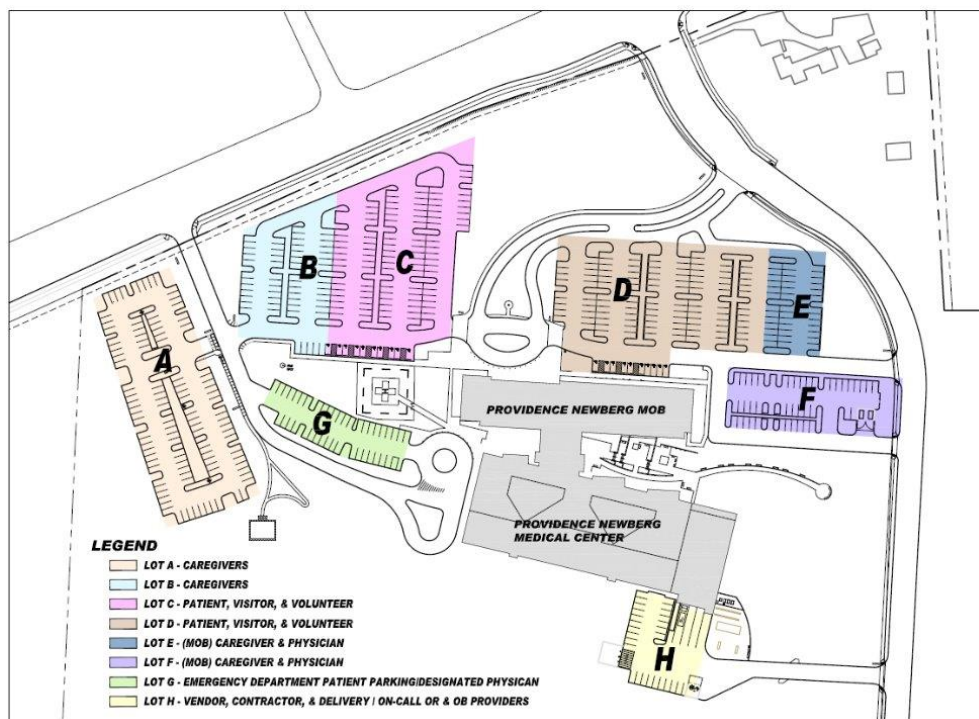 B
C
D
E
A
F
G
PROVIDENCE NEWBERG MOB
PROVIDENCE NEWBERG
MEDICAL CENTER
H
LEGEND
LOT A - CAREGIVERS
LOT B - CAREGIVERS
LOT C - PATIENT, VISITOR, & VOLUNTEER
LOT D - PATIENT, VISITOR, & VOLUNTEER
LOT E - (MOB) CAREGIVER & PHYSICIAN
LOT F - (MOB) CAREGIVER & PHYSICIAN
LOT G - EMERGENCY DEPARTMENT PATIENT PARKING/DESIGNATED PHYSICAN
LOT H - VENDOR, CONTRACTOR, & DELIVERY / ON-CALL OR & OB PROVIDERS